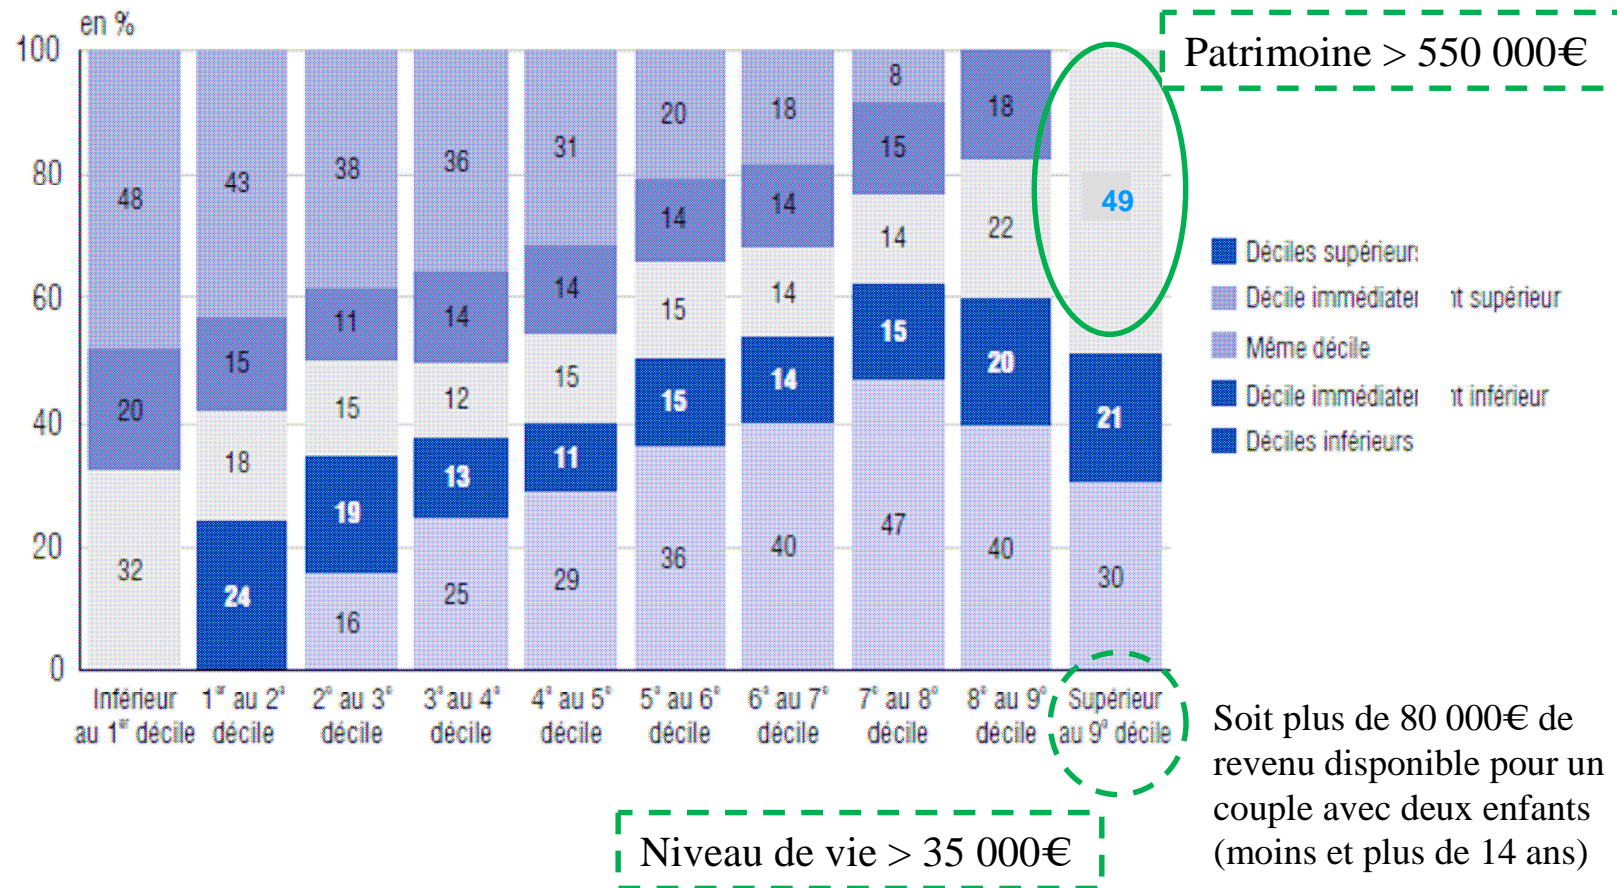 en %
Patrimoine > 550 000€
100
80
60
40
20
0
48
20
32
43
15
18
24
38
11
15
19
16
36
14
12
13
25
31
14
15
11
29
20
14
15
15
36
18
14
14
14
40
8
15
14
15
47
18
22
20
40
49
21
30
Déciles supérieurs
Décile immédiatement supérieur
Même décile
Décile immédiatement inférieur
Déciles inférieurs
Inférieur
au 1er décile
1er au 2e
décile
2e au 3e
décile
3e au 4e
décile
4e au 5e
décile
5e au 6e
décile
6e au 7e
décile
7e au 8e
décile
8e au 9e
décile
Supérieur
au 9e décile
Soit plus de 80 000€ de
revenu disponible pour un
couple avec deux enfants
(moins et plus de 14 ans)
Niveau de vie > 35 000€